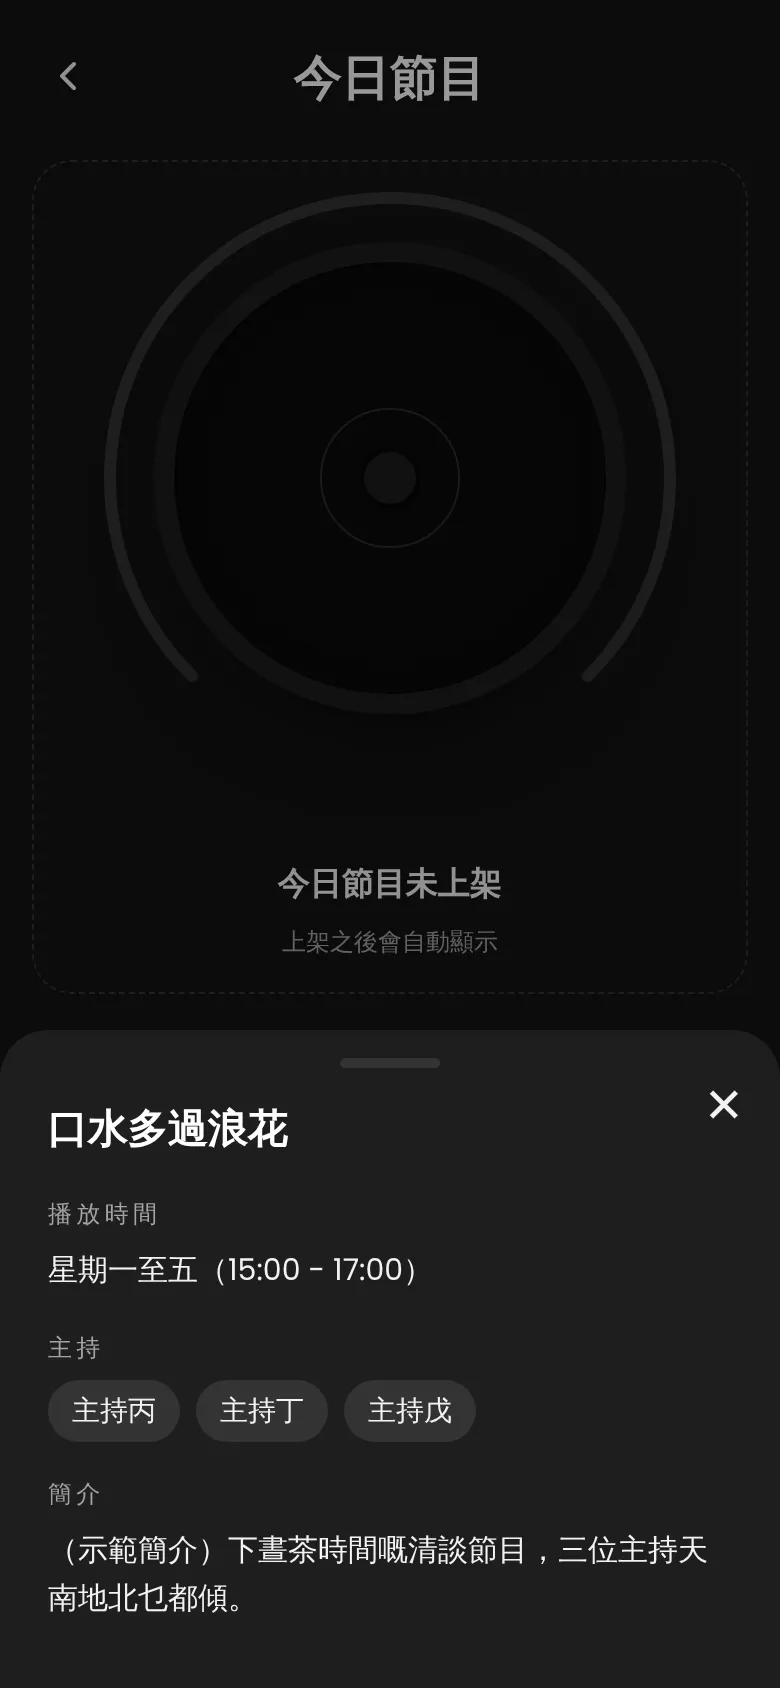 今日節目
今日節目未上架
上架之後會自動顯示
口水多過浪花
播放時間
星期一至五（15:00 - 17:00）
主持
主持丙 主持丁 主持戊
簡介
（示範簡介）下晝茶時間嘅清談節目，三位主持天
南地北乜都傾。